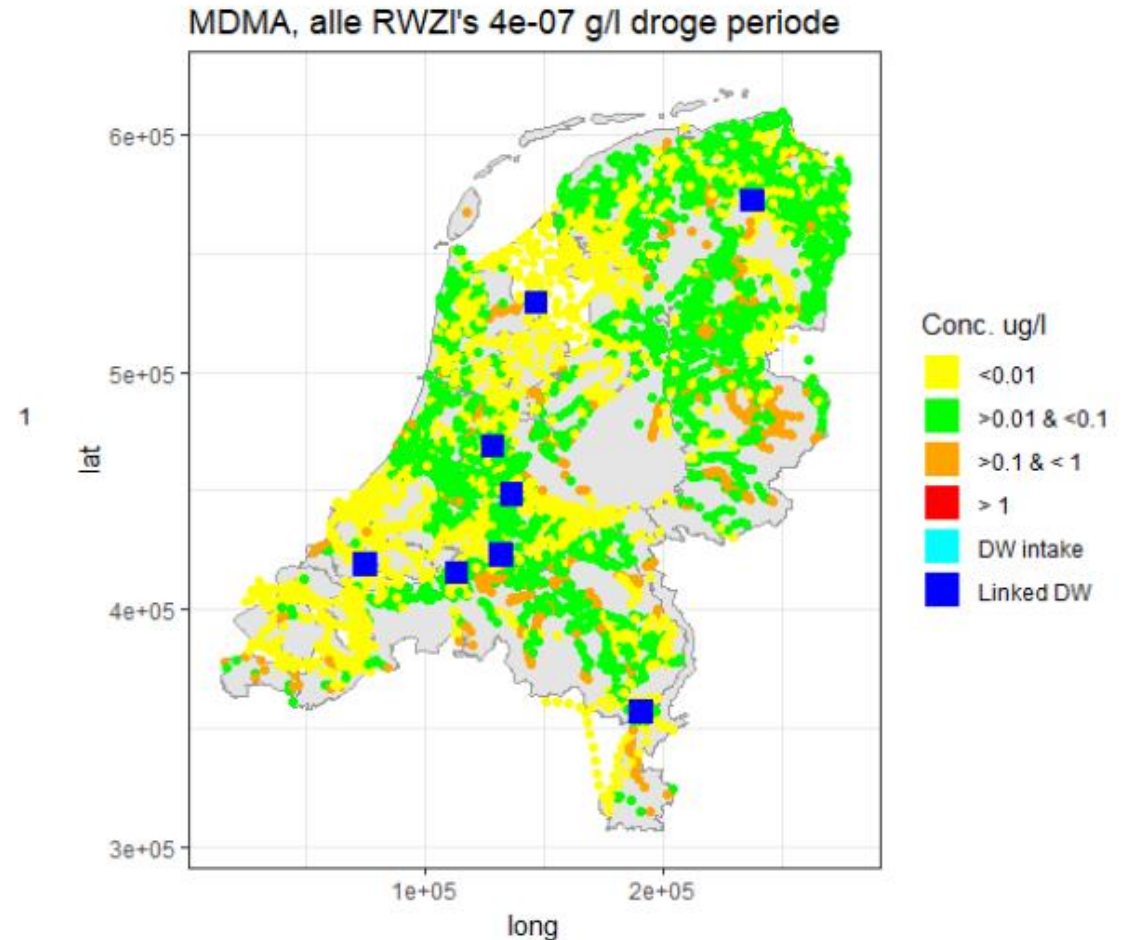 MDMA, alle RWZI's 4e-07 g/l droge periode
6e+05
5e+05
4e+05
3e+05
1
lat
1e+05
2e+05
long
Conc. ug/l
<0.01
>0.01 & <0.1
>0.1 & < 1
> 1
DW intake
Linked DW